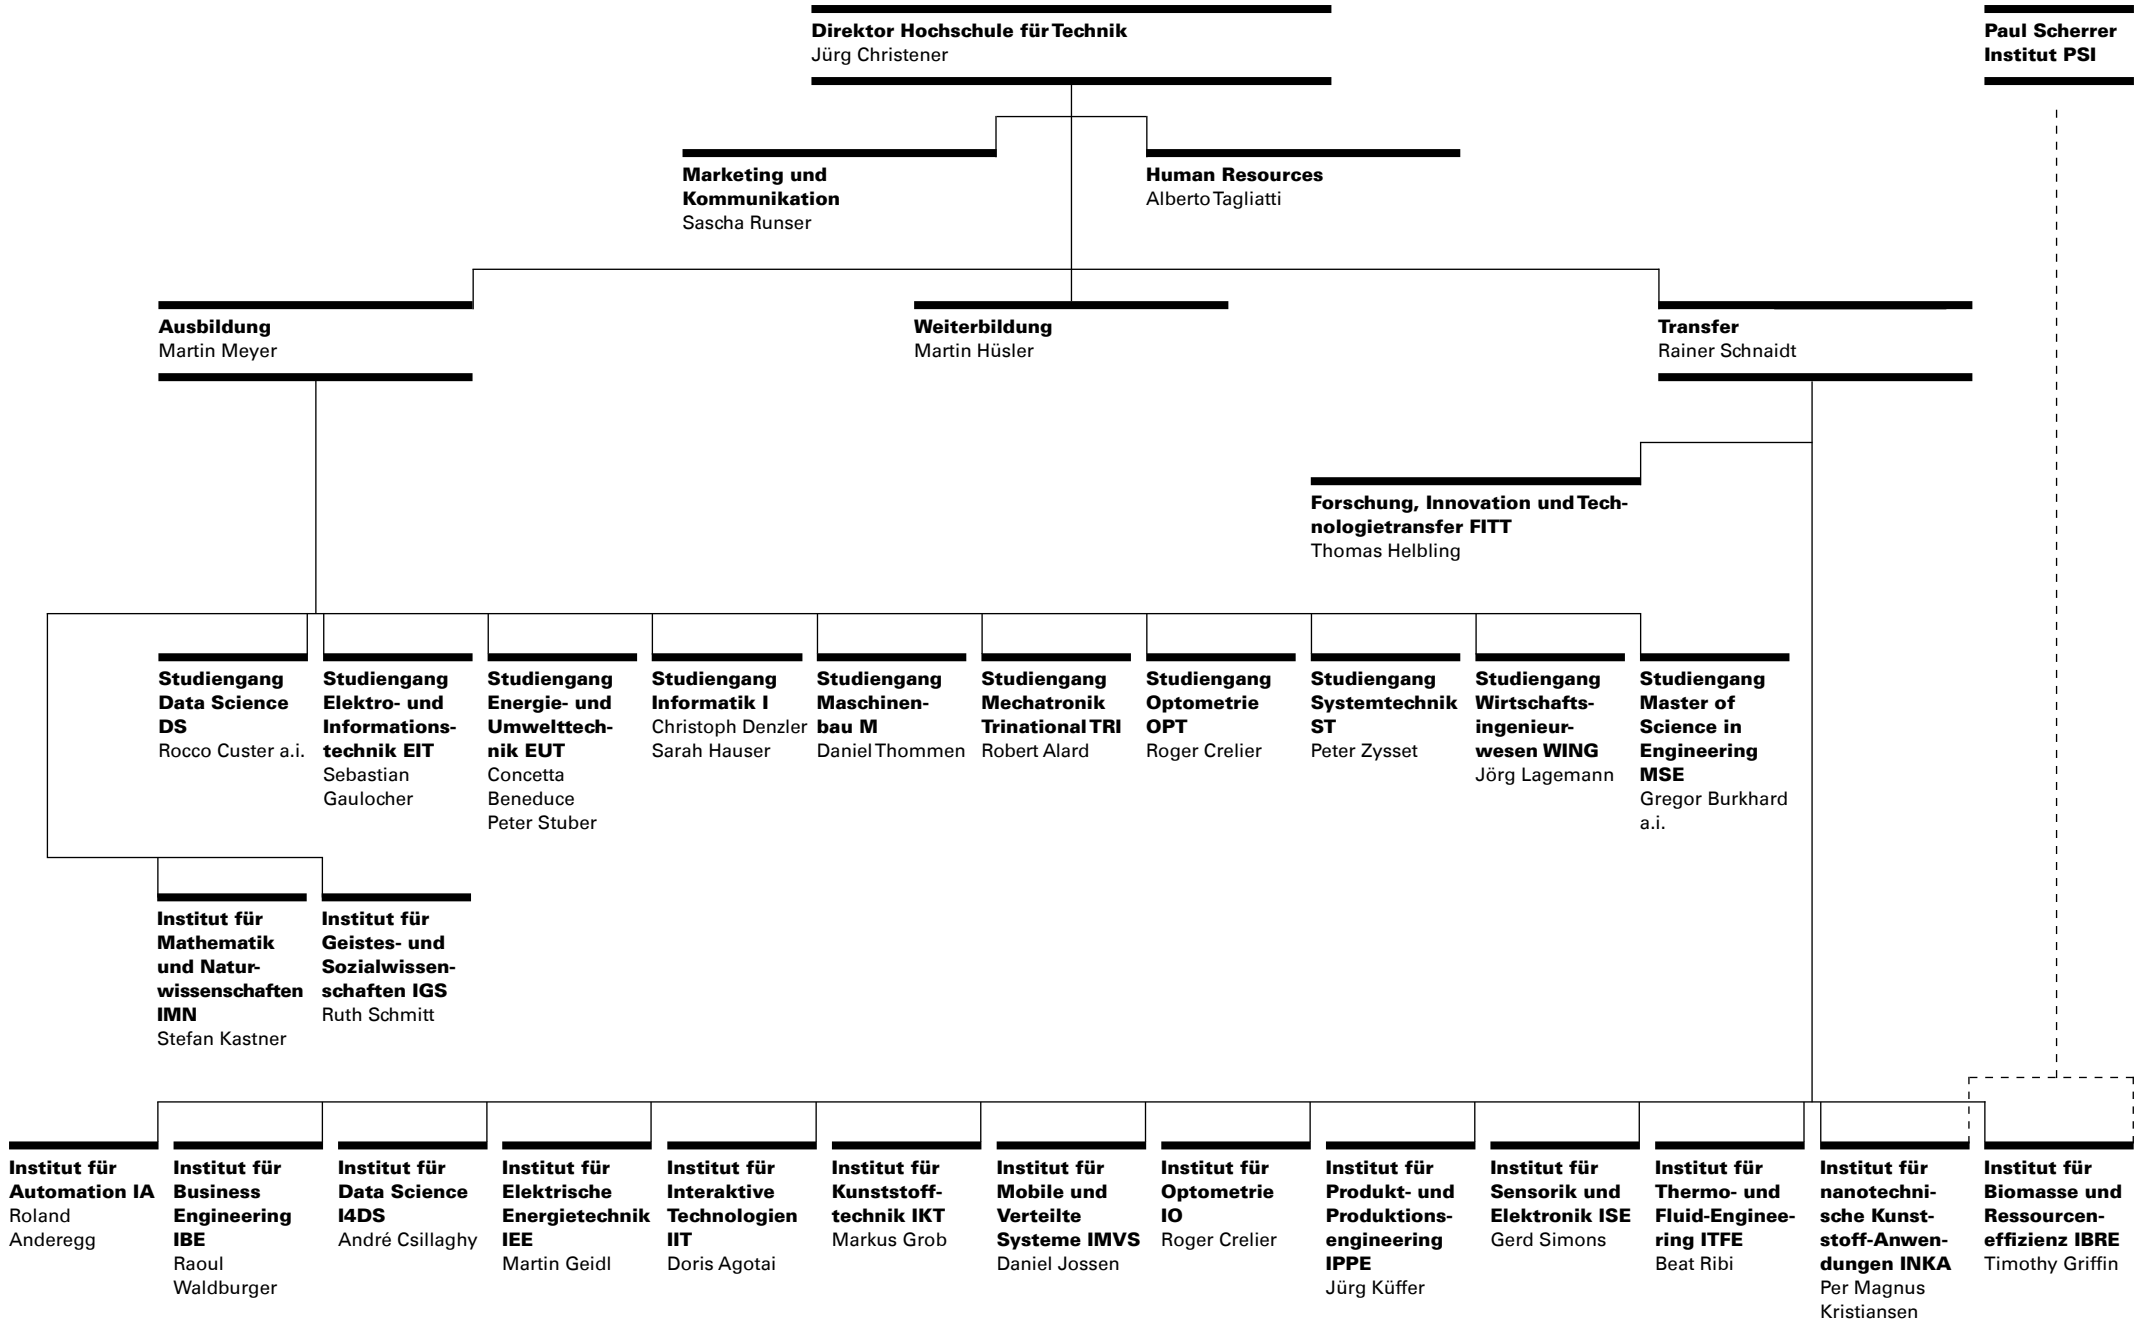 Direktor Hochschule für Technik
Jürg Christener
Paul Scherrer
Institut PSI
Marketing und
Kommunikation
Sascha Runser
Human Resources
Alberto Tagliatti
Ausbildung
Martin Meyer
Weiterbildung
Martin Hüsler
Transfer
Rainer Schnaidt
Forschung, Innovation und Tech-
nologietransfer FITT
Thomas Helbling
Studiengang
Data Science
DS
Rocco Custer a.i.
Studiengang
Elektro- und
Informations-
technik EIT
Sebastian
Gaulocher
Studiengang
Energie- und
Umwelttech-
nik EUT
Concetta
Beneduce
Peter Stuber
Studiengang
Informatik I
Christoph Denzler
Sarah Hauser
Studiengang
Maschinen-
bau M
Daniel Thommen
Studiengang
Mechatronik
Trinational TRI
Robert Alard
Studiengang
Optometrie
OPT
Roger Crelier
Studiengang
Systemtechnik
ST
Peter Zysset
Studiengang
Wirtschafts-
ingenieur-
wesen WING
Jörg Lagemann
Studiengang
Master of
Science in
Engineering
MSE
Gregor Burkhard
a.i.
Institut für
Mathematik
und Natur-
wissenschaften
IMN
Stefan Kastner
Institut für
Geistes- und
Sozialwissen-
schaften IGS
Ruth Schmitt
Institut für
Automation IA
Roland
Anderegg
Institut für
Business
Engineering
IBE
Raoul
Waldburger
Institut für
Data Science
I4DS
André Csillaghy
Institut für
Elektrische
Energietechnik
IEE
Martin Geidl
Institut für
Interaktive
Technologien
IIT
Doris Agotai
Institut für
Kunststoff-
technik IKT
Markus Grob
Institut für
Mobile und
Verteilte
Systeme IMVS
Daniel Jossen
Institut für
Optometrie
IO
Roger Crelier
Institut für
Produkt- und
Produktions-
engineering
IPPE
Jürg Küffer
Institut für
Sensorik und
Elektronik ISE
Gerd Simons
Institut für
Thermo- und
Fluid-Enginee-
ring ITFE
Beat Ribi
Institut für
nanotechni-
sche Kunst-
stoff-Anwen-
dungen INKA
Per Magnus
Kristiansen
Institut für
Biomasse und
Ressourcen-
effizienz IBRE
Timothy Griffin